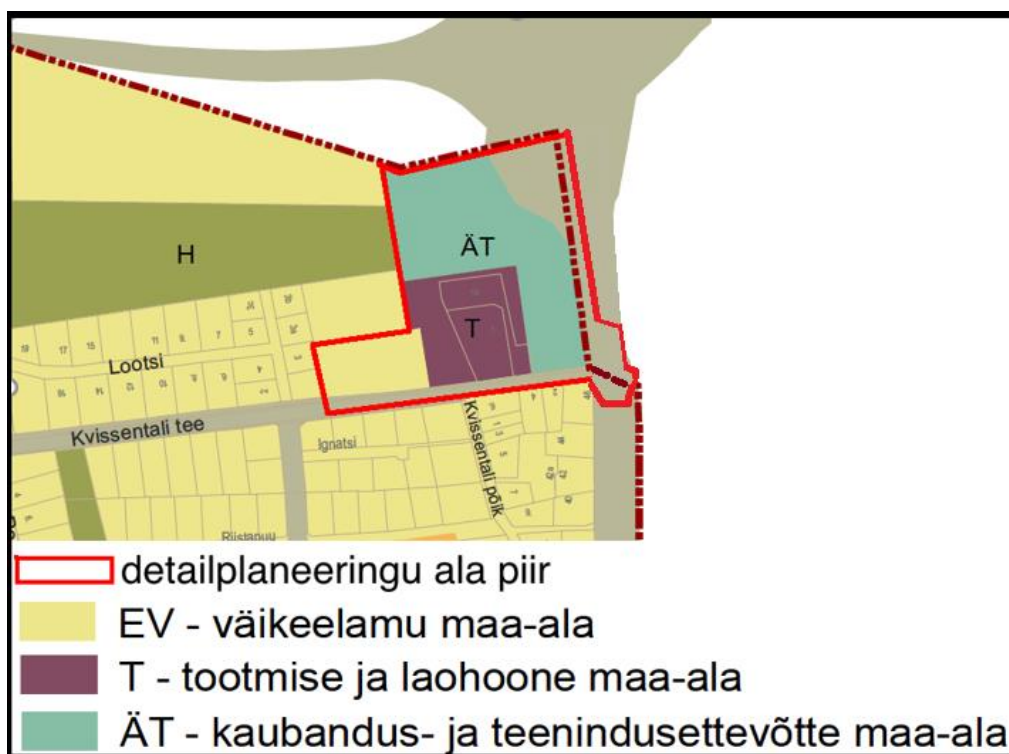 H
ÄT
T
Lootsi
Kvissentali tee
Ignatsi
Kvissentali põik
Riistapuu
detailplaneeringu ala piir
EV - väikeelamu maa-ala
T - tootmise ja laohoone maa-ala
ÄT - kaubandus- ja teenindusettevõtte maa-ala